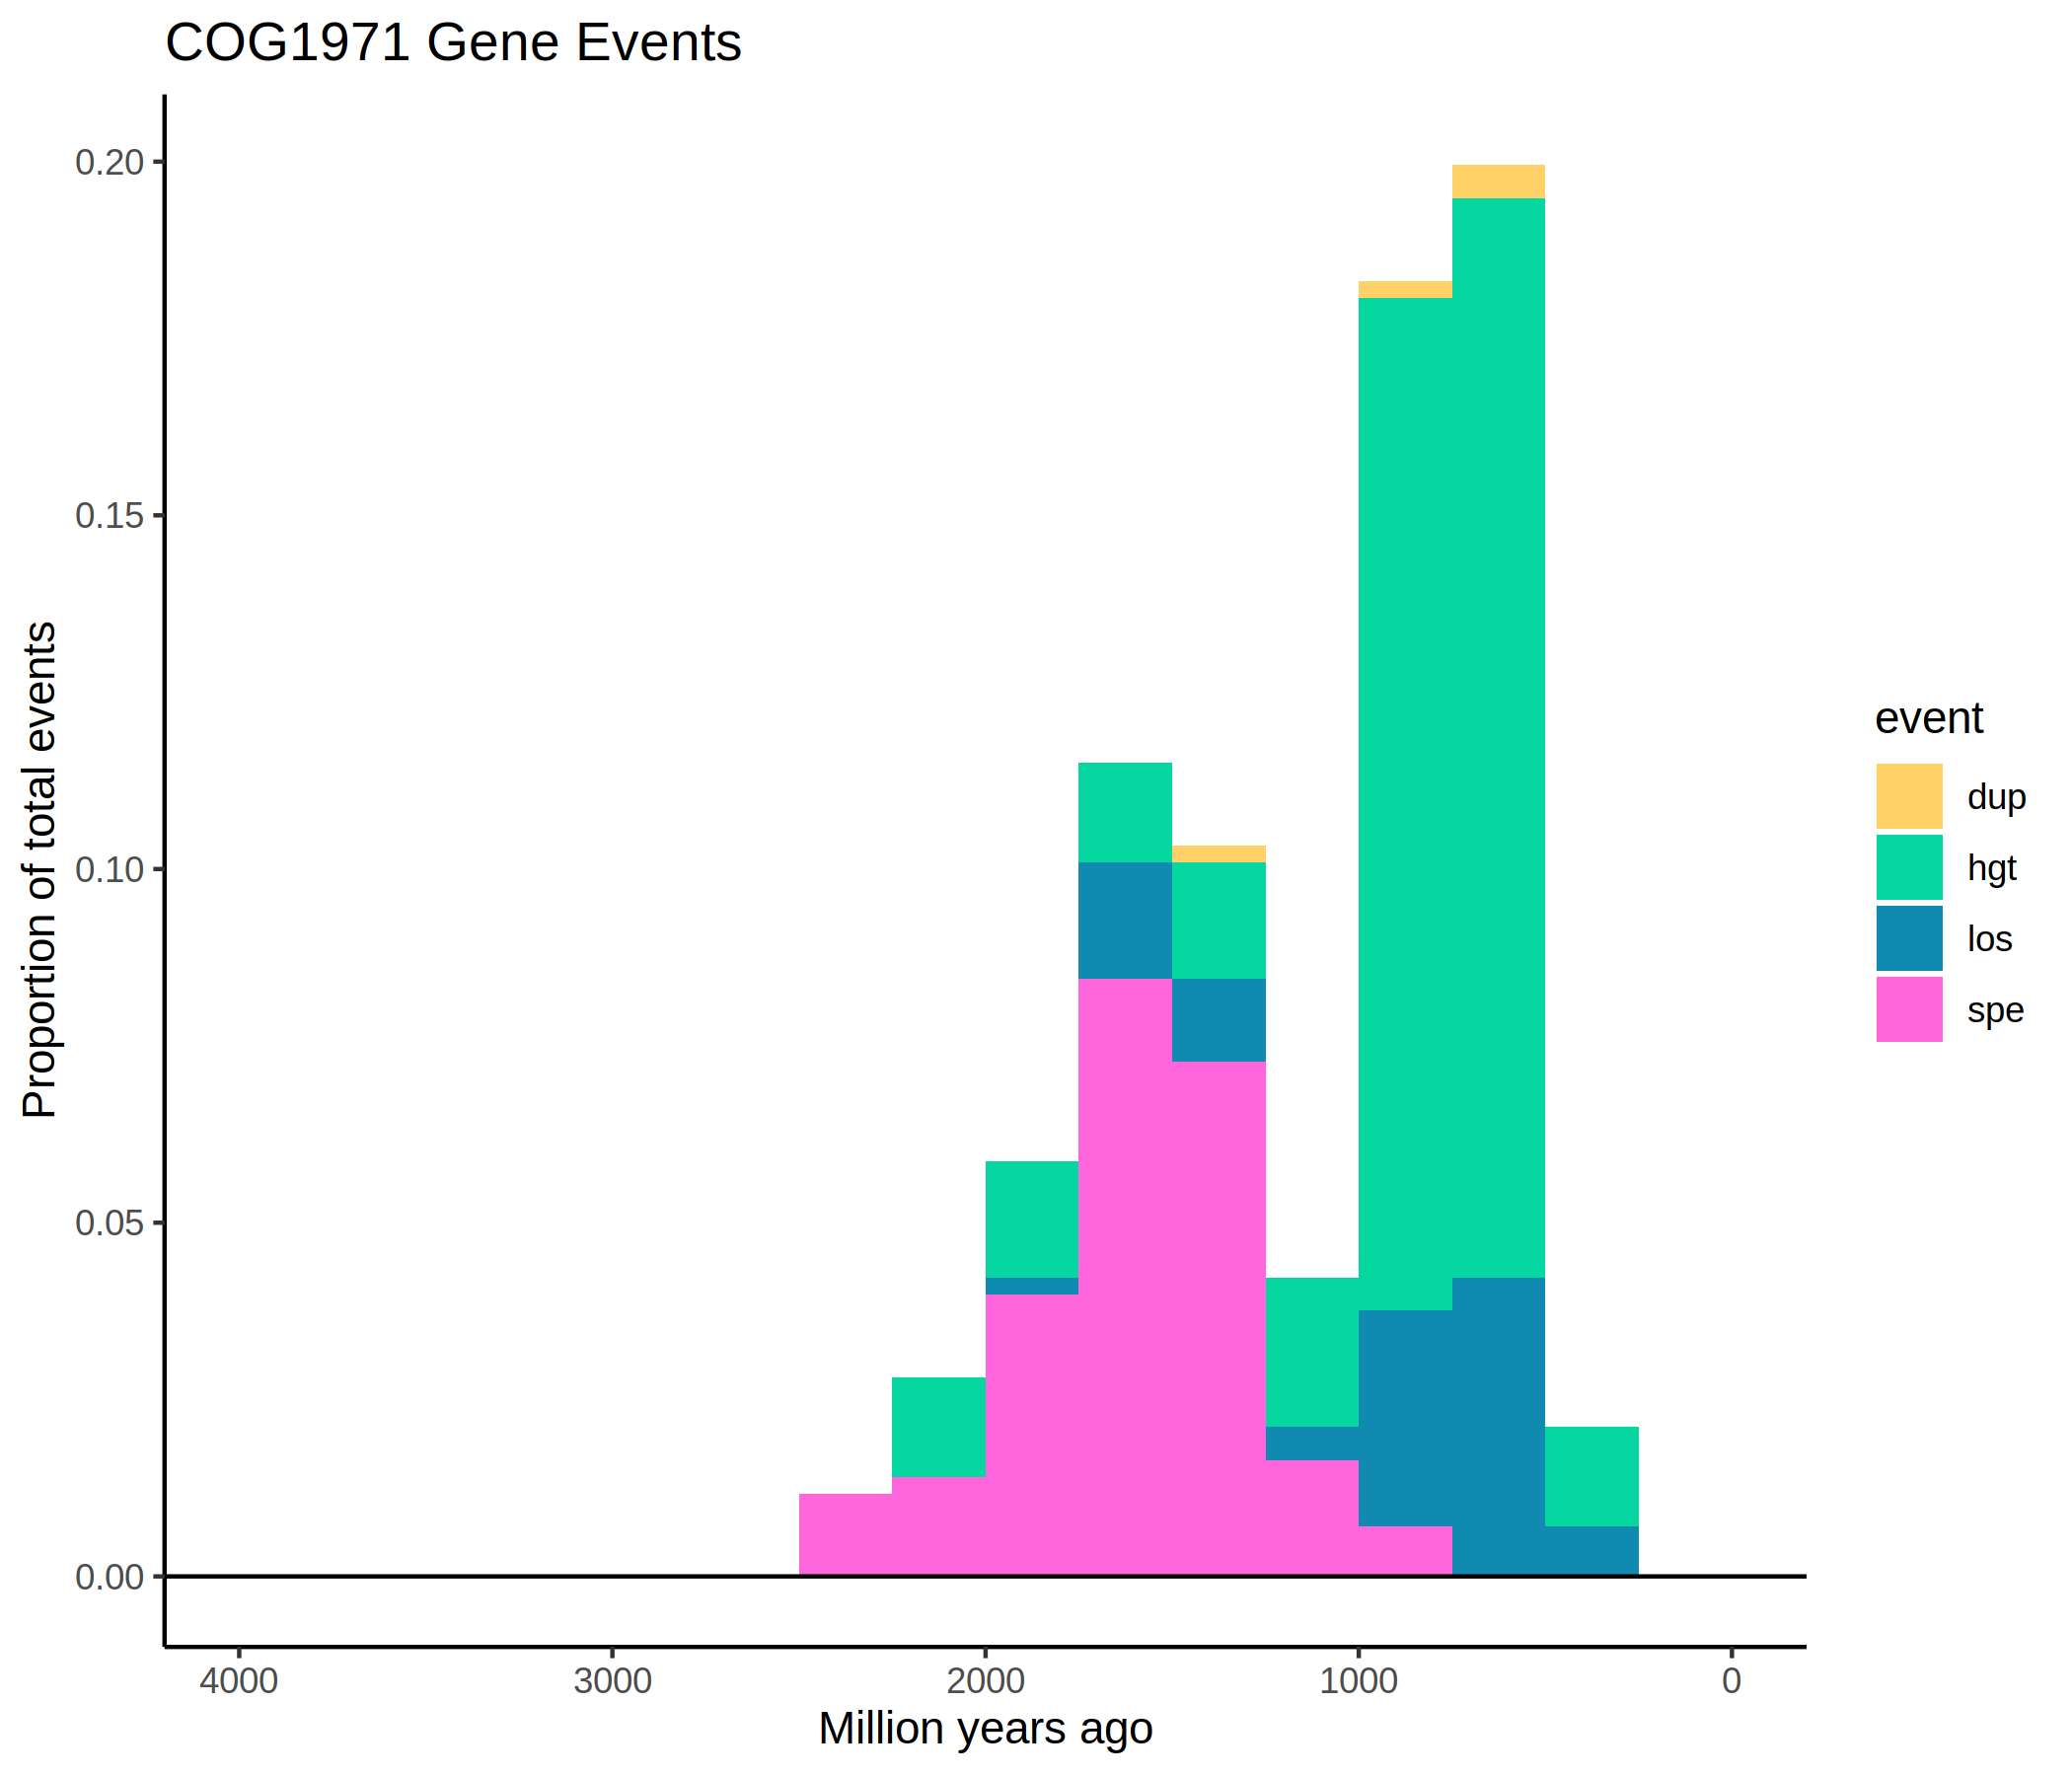 COG1971 Gene Events
Proportion of total events
0.20
0.15
0.10
0.05
0.00
4000 3000 2000 1000 0
Million years ago
event
dup
hgt
los
spe